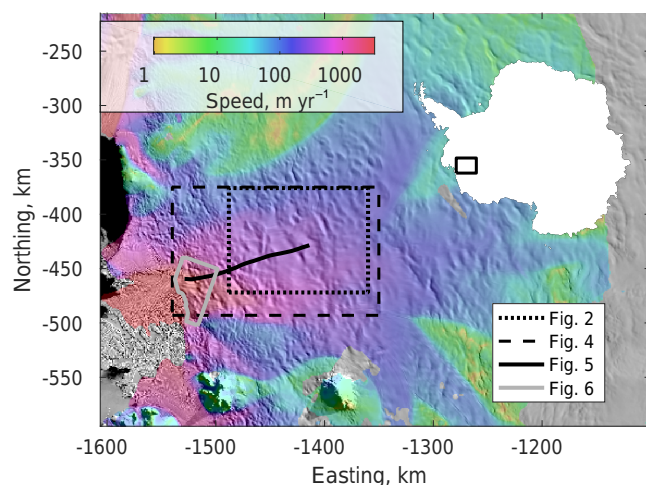 -250
-300
-350
-400
-450
-500
-550
Northing, km
1 10 100 1000
Speed, m yr⁻¹
Fig. 2
Fig. 4
Fig. 5
Fig. 6
-1600 -1500 -1400 -1300 -1200
Easting, km